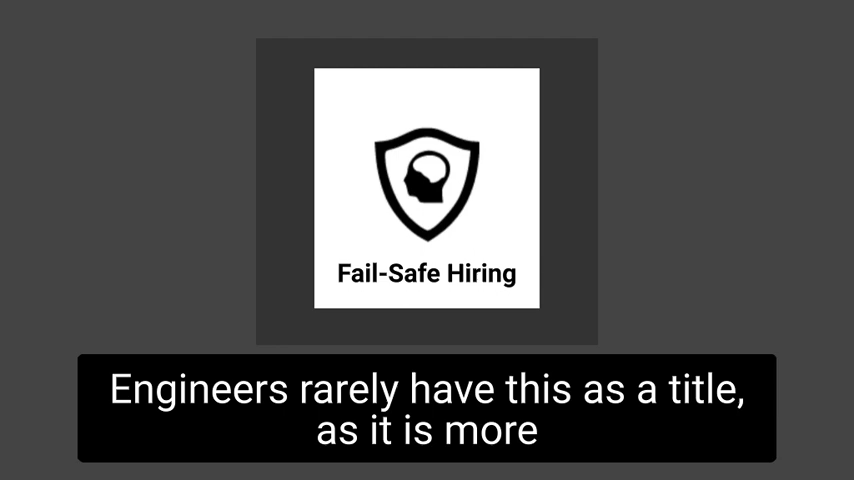 Fail-Safe Hiring
Engineers rarely have this as a title,
as it is more